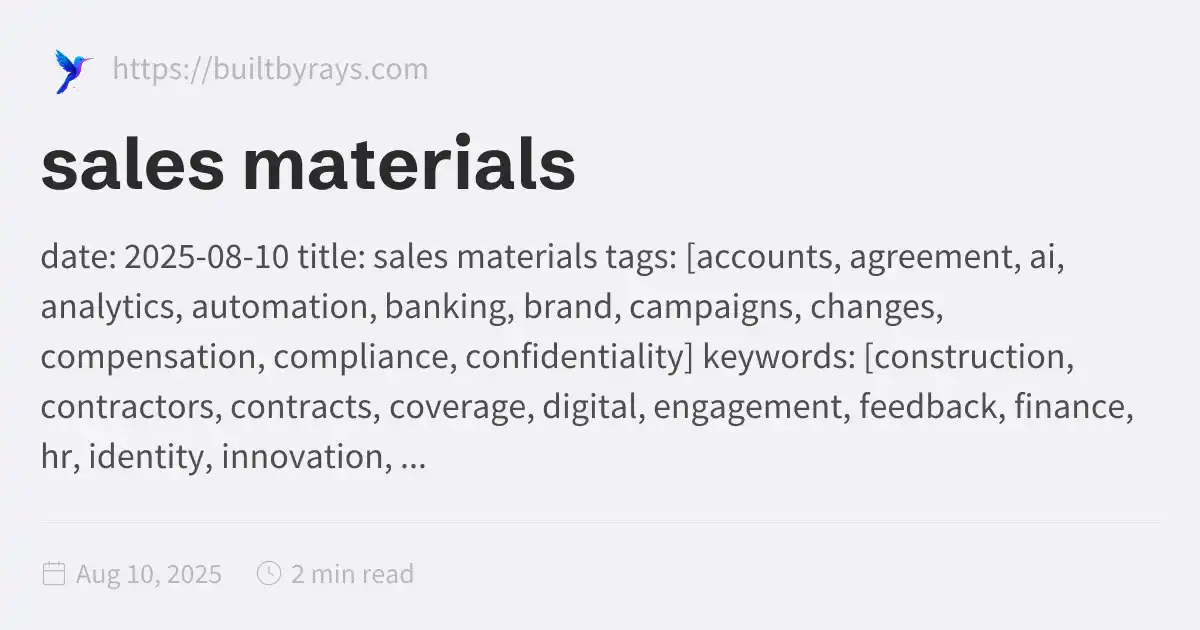 https://builtbyrays.com
sales materials
date: 2025-08-10 title: sales materials tags: [accounts, agreement, ai,
analytics, automation, banking, brand, campaigns, changes,
compensation, compliance, confidentiality] keywords: [construction,
contractors, contracts, coverage, digital, engagement, feedback, finance,
hr, identity, innovation, ...
Aug 10, 2025 2 min read